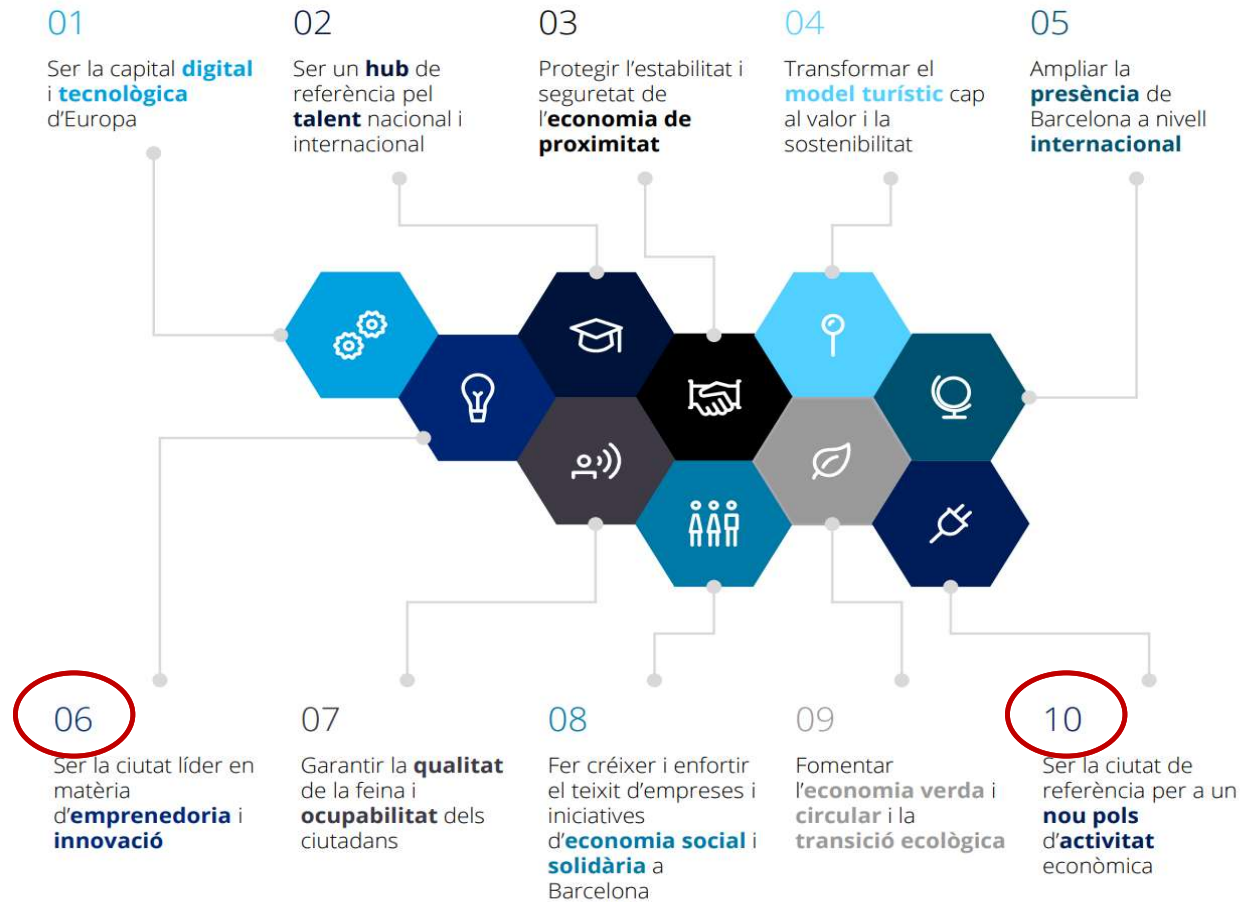 01
Ser la capital digital
i tecnològica
d'Europa
02
Ser un hub de
referència pel
talent nacional i
internacional
03
Protegir l'estabilitat i
seguretat de
l'economia de
proximitat
04
Transformar el
model turístic cap
al valor i la
sostenibilitat
05
Ampliar la
presència de
Barcelona a nivell
internacional
06
Ser la ciutat líder en
matèria
d'emprenedoria i
innovació
07
Garantir la qualitat
de la feina i
ocupabilitat dels
ciutadans
08
Fer créixer i enfortir
el teixit d'empreses i
iniciatives
d'economia social i
solidària a
Barcelona
09
Fomentar
l'economia verda i
circular i la
transició ecològica
10
Ser la ciutat de
referència per a un
nou pols
d'activitat
econòmica